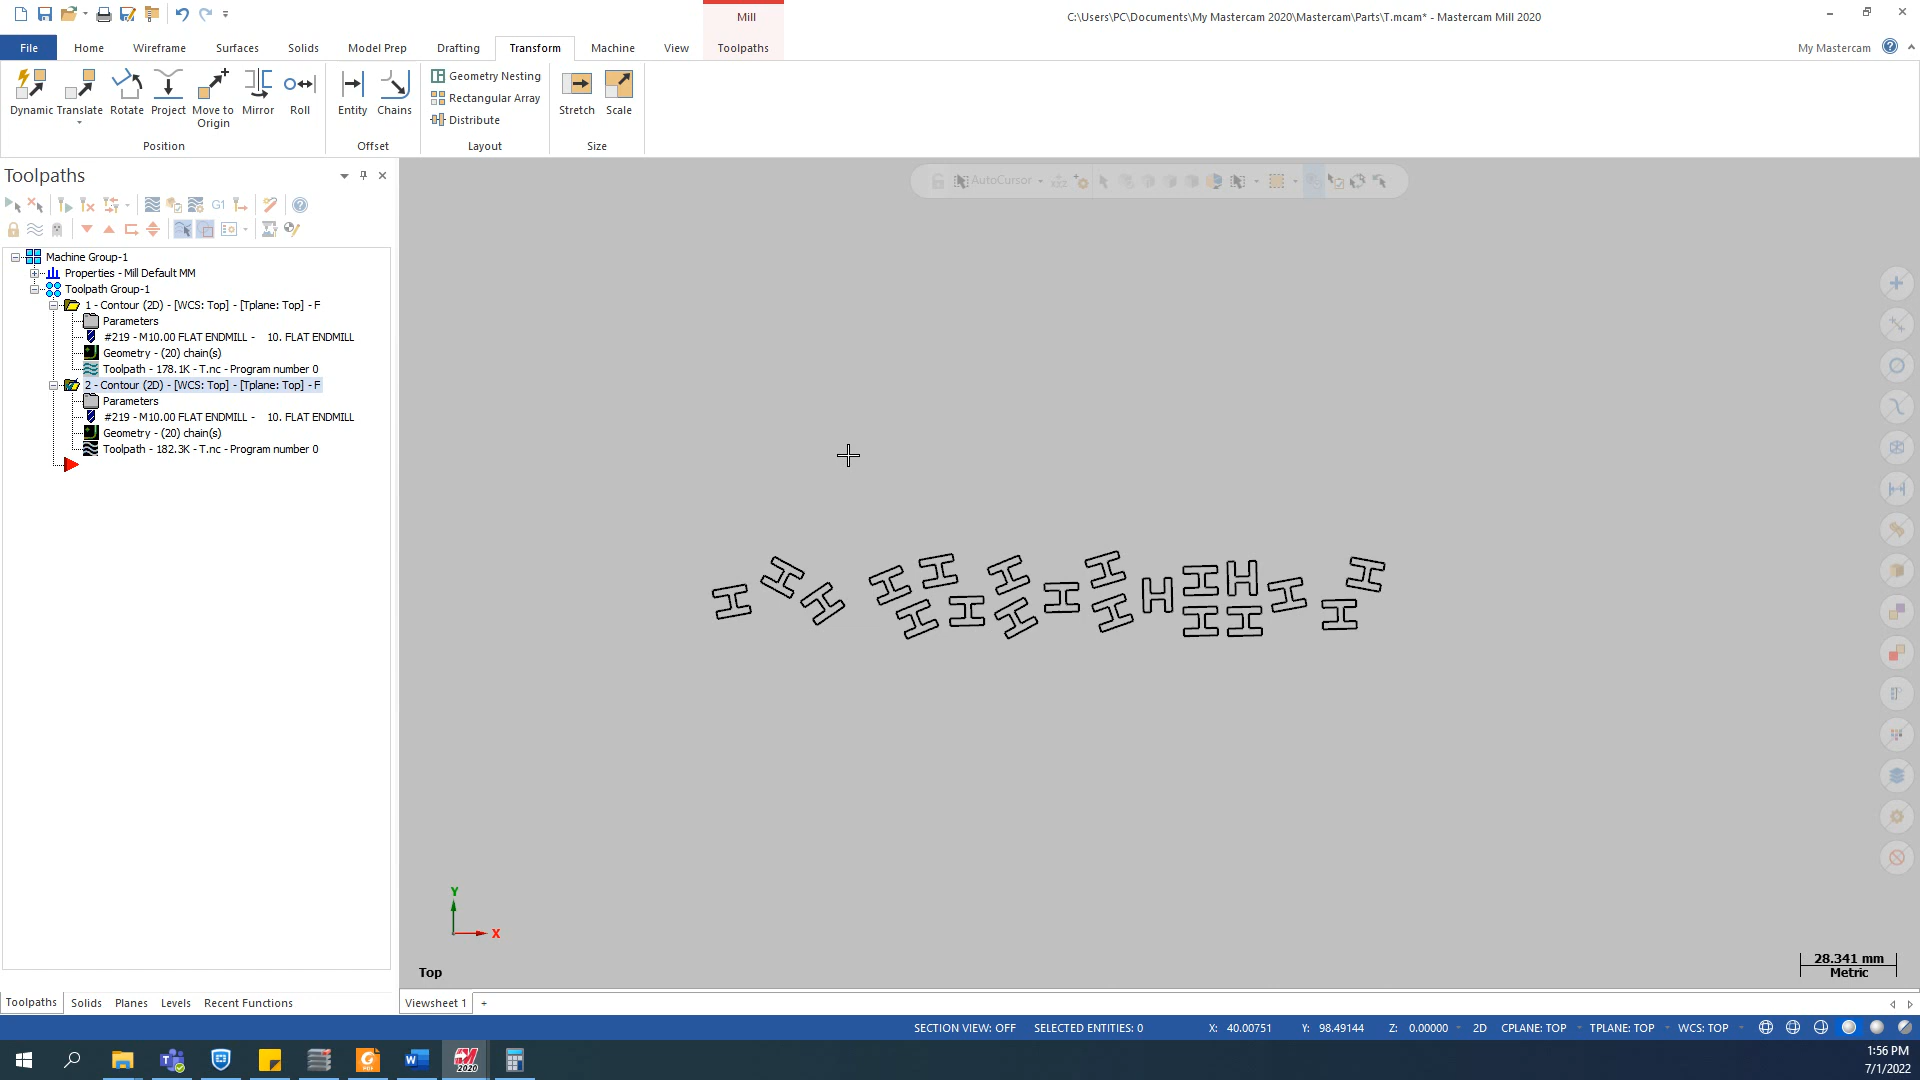 Mill
C:\Users\PC\Documents\My Mastercam 2020\Mastercam\Parts\T.mcam* - Mastercam Mill 2020
File
Home
Wireframe
Surfaces
Solids
Model Prep
Drafting
Transform
Machine
View
Toolpaths
My Mastercam
Dynamic
Translate
Rotate
Project
Move to
Origin
Mirror
Roll
Position
Entity
Chains
Offset
Geometry Nesting
Rectangular Array
Distribute
Layout
Stretch
Scale
Size
Toolpaths
G1
AutoCursor
Machine Group-1
Properties - Mill Default MM
Toolpath Group-1
1 - Contour (2D) - [WCS: Top] - [Tplane: Top] - F
Parameters
#219 - M10.00 FLAT ENDMILL - 10. FLAT ENDMILL
Geometry - (20) chain(s)
Toolpath - 178.1K - T.nc - Program number 0
2 - Contour (2D) - [WCS: Top] - [Tplane: Top] - F
Parameters
#219 - M10.00 FLAT ENDMILL - 10. FLAT ENDMILL
Geometry - (20) chain(s)
Toolpath - 182.3K - T.nc - Program number 0
Y
X
Top
28.341 mm
Metric
Toolpaths
Solids
Planes
Levels
Recent Functions
Viewsheet 1
+
SECTION VIEW: OFF
SELECTED ENTITIES: 0
X: 40.00751
Y: 98.49144
Z: 0.00000
2D
CPLANE: TOP
TPLANE: TOP
WCS: TOP
2020
1:56 PM
7/1/2022